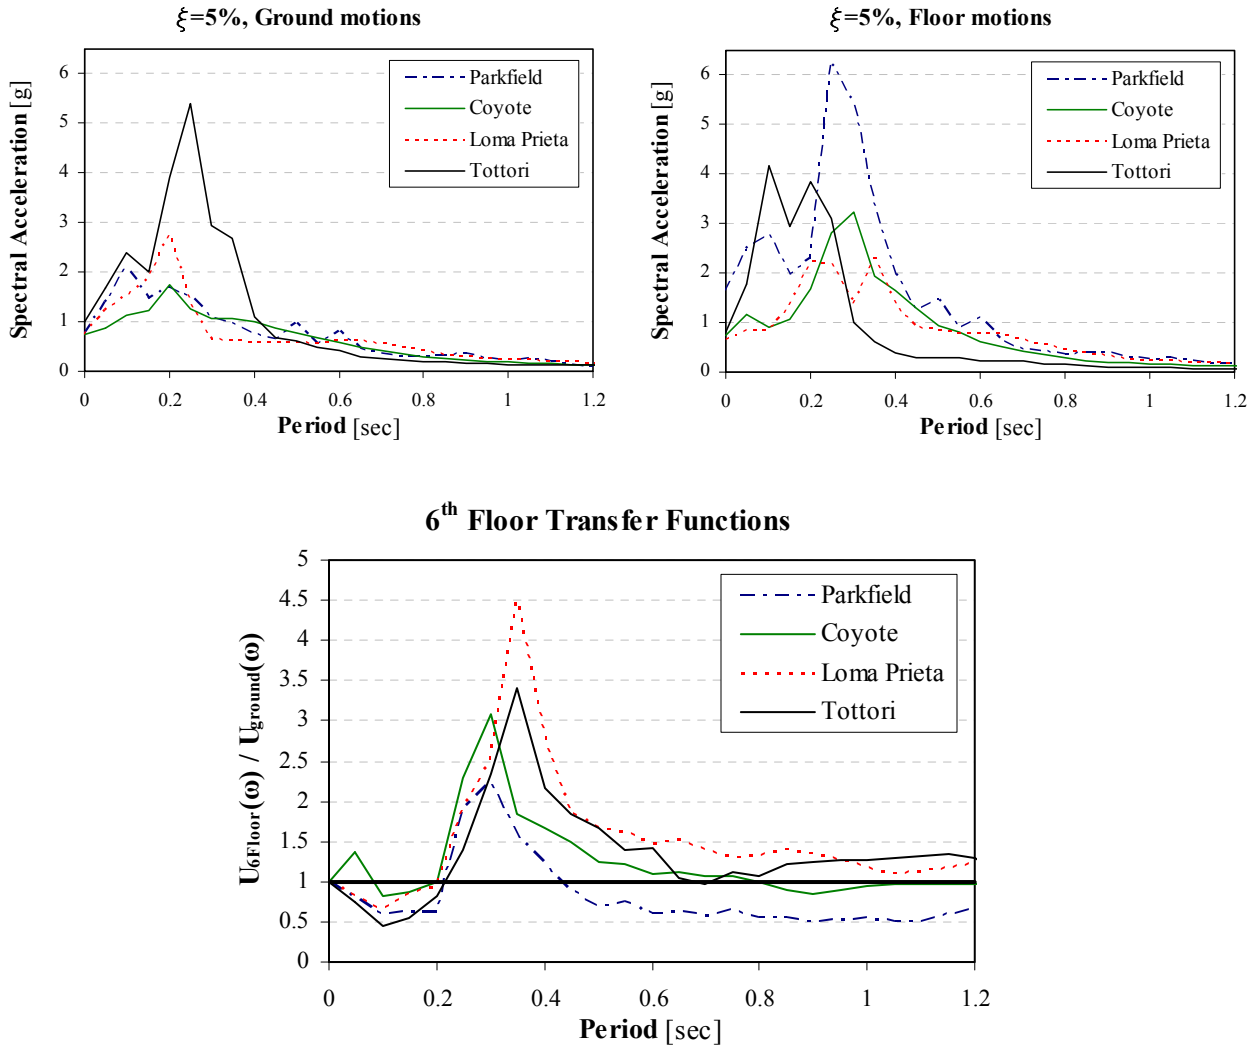 ξ=5%, Ground motions
Spectral Acceleration [g]
6
5
4
3
2
1
0
Parkfield
Coyote
Loma Prieta
Tottori
0 0.2 0.4 0.6 0.8 1 1.2
Period [sec]
ξ=5%, Floor motions
Spectral Acceleration [g]
6
5
4
3
2
1
0
Parkfield
Coyote
Loma Prieta
Tottori
0 0.2 0.4 0.6 0.8 1 1.2
Period [sec]
6th Floor Transfer Functions
U6Floor(ω) / Uground(ω)
5
4.5
4
3.5
3
2.5
2
1.5
1
0.5
0
Parkfield
Coyote
Loma Prieta
Tottori
0 0.2 0.4 0.6 0.8 1 1.2
Period [sec]